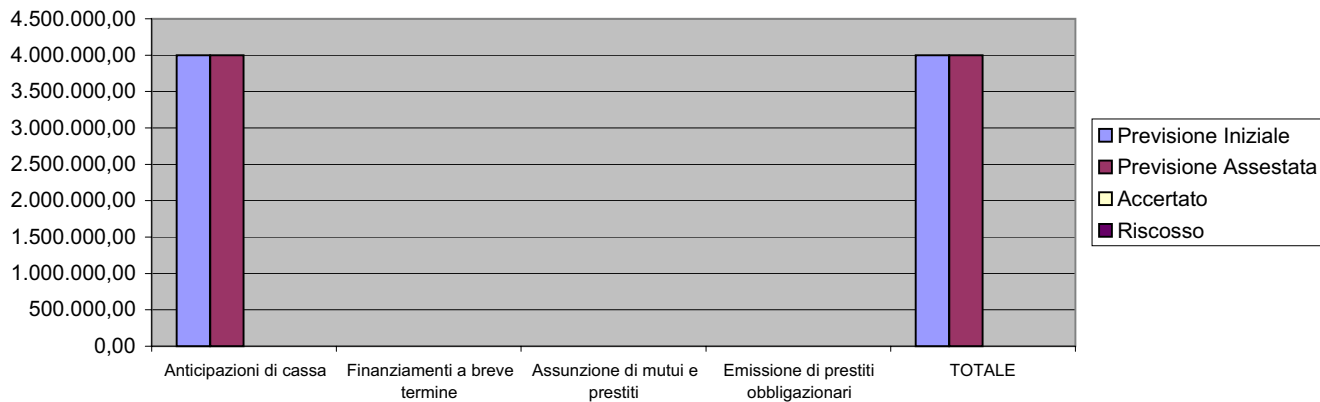 4.500.000,00
4.000.000,00
3.500.000,00
3.000.000,00
2.500.000,00
2.000.000,00
1.500.000,00
1.000.000,00
500.000,00
0,00
Anticipazioni di cassa
Finanziamenti a breve
termine
Assunzione di mutui e
prestiti
Emissione di prestiti
obbligazionari
TOTALE
Previsione Iniziale
Previsione Assestata
Accertato
Riscosso